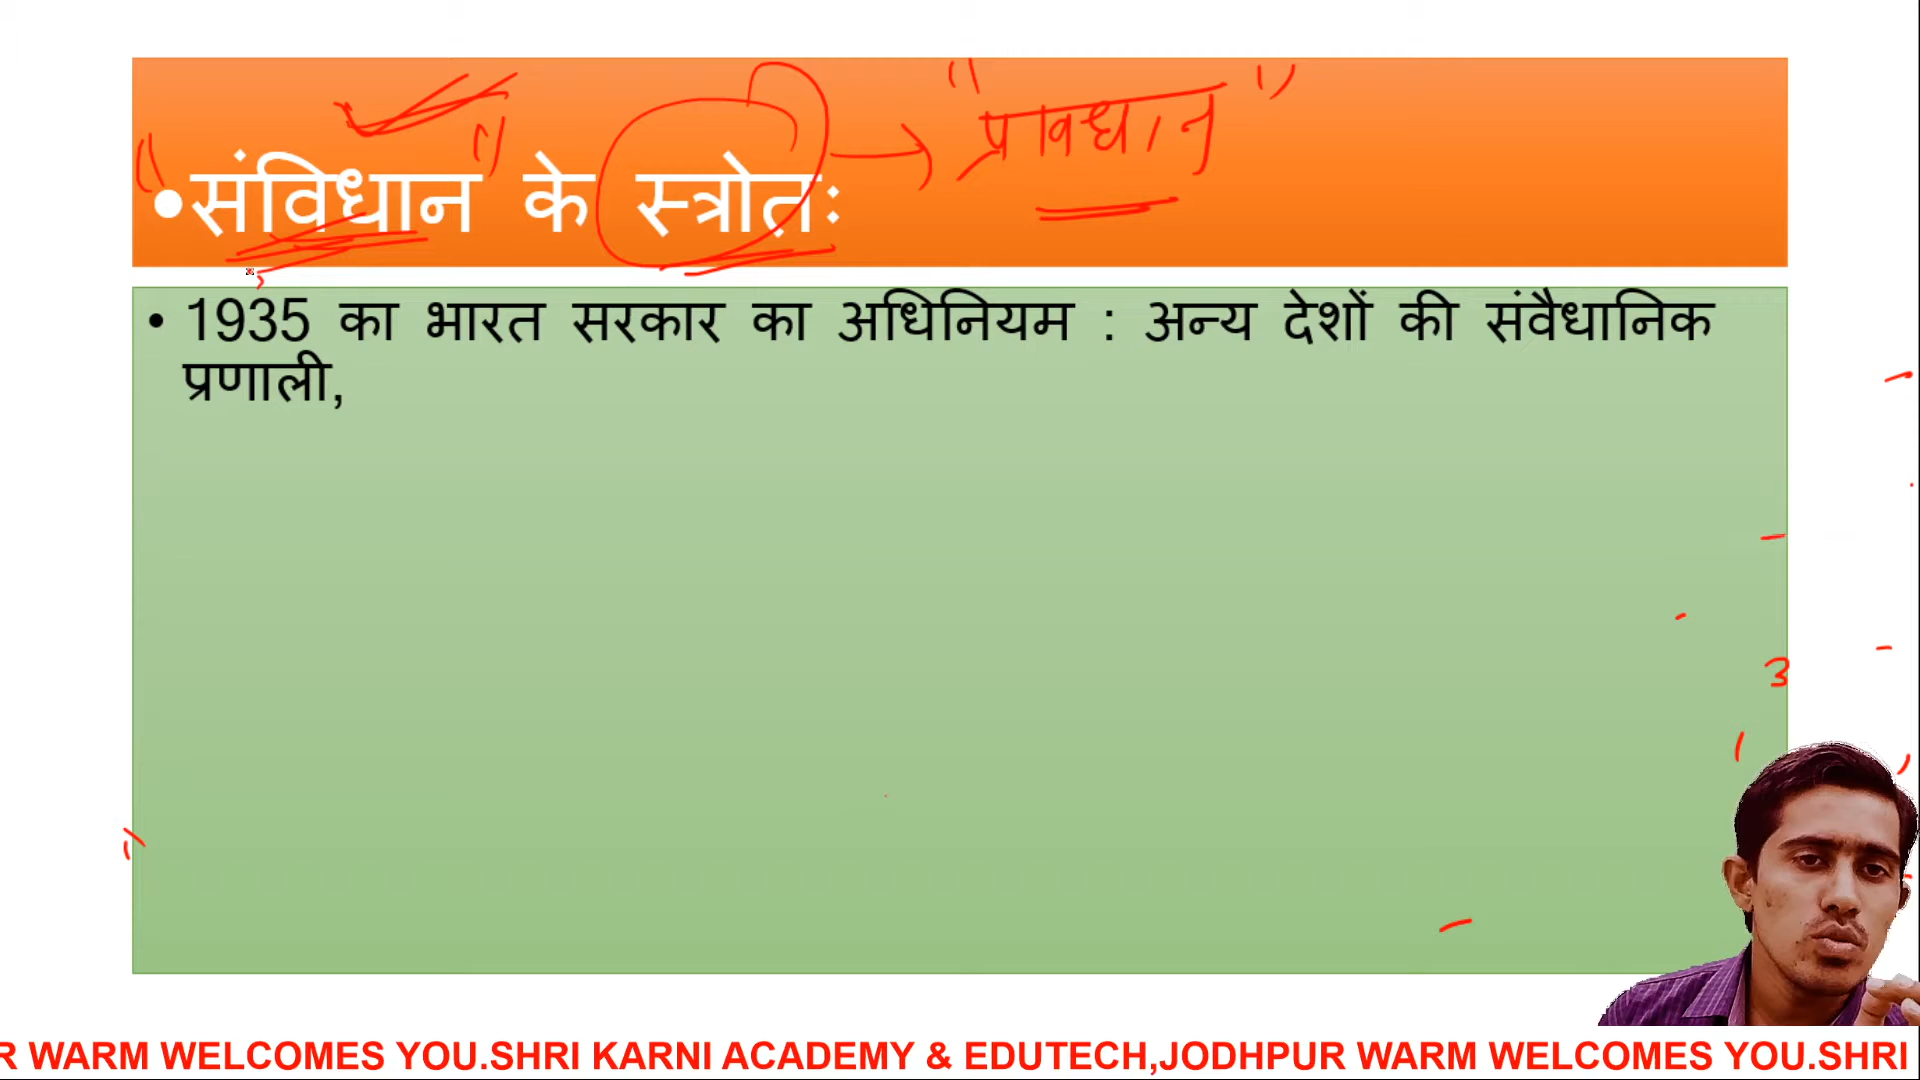 "प्रावधान"
•"संविधान" के स्त्रोतः
• 1935 का भारत सरकार का अधिनियम : अन्य देशों की संवैधानिक
प्रणाली,
3
R WARM WELCOMES YOU.SHRI KARNI ACADEMY & EDUTECH,JODHPUR WARM WELCOMES YOU.SHRI